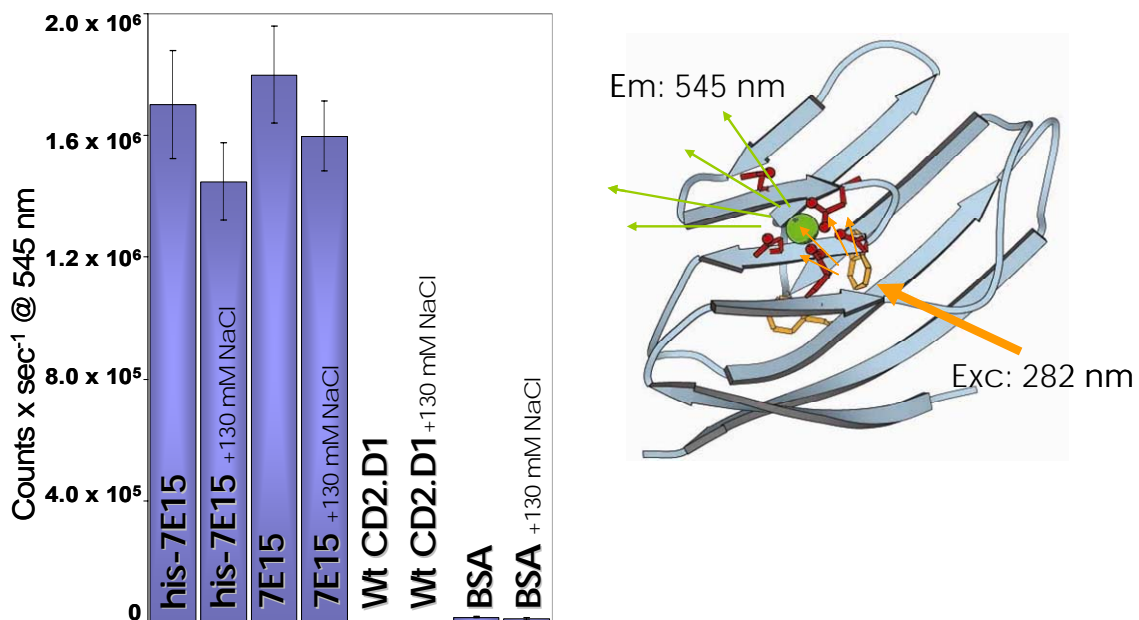 Counts x sec⁻¹ @ 545 nm
2.0 x 10⁶
1.6 x 10⁶
1.2 x 10⁶
8.0 x 10⁵
4.0 x 10⁵
0
his-7E15
his-7E15 +130 mM NaCl
7E15
7E15 +130 mM NaCl
Wt CD2.D1
Wt CD2.D1 +130 mM NaCl
BSA
BSA +130 mM NaCl
Em: 545 nm
Exc: 282 nm